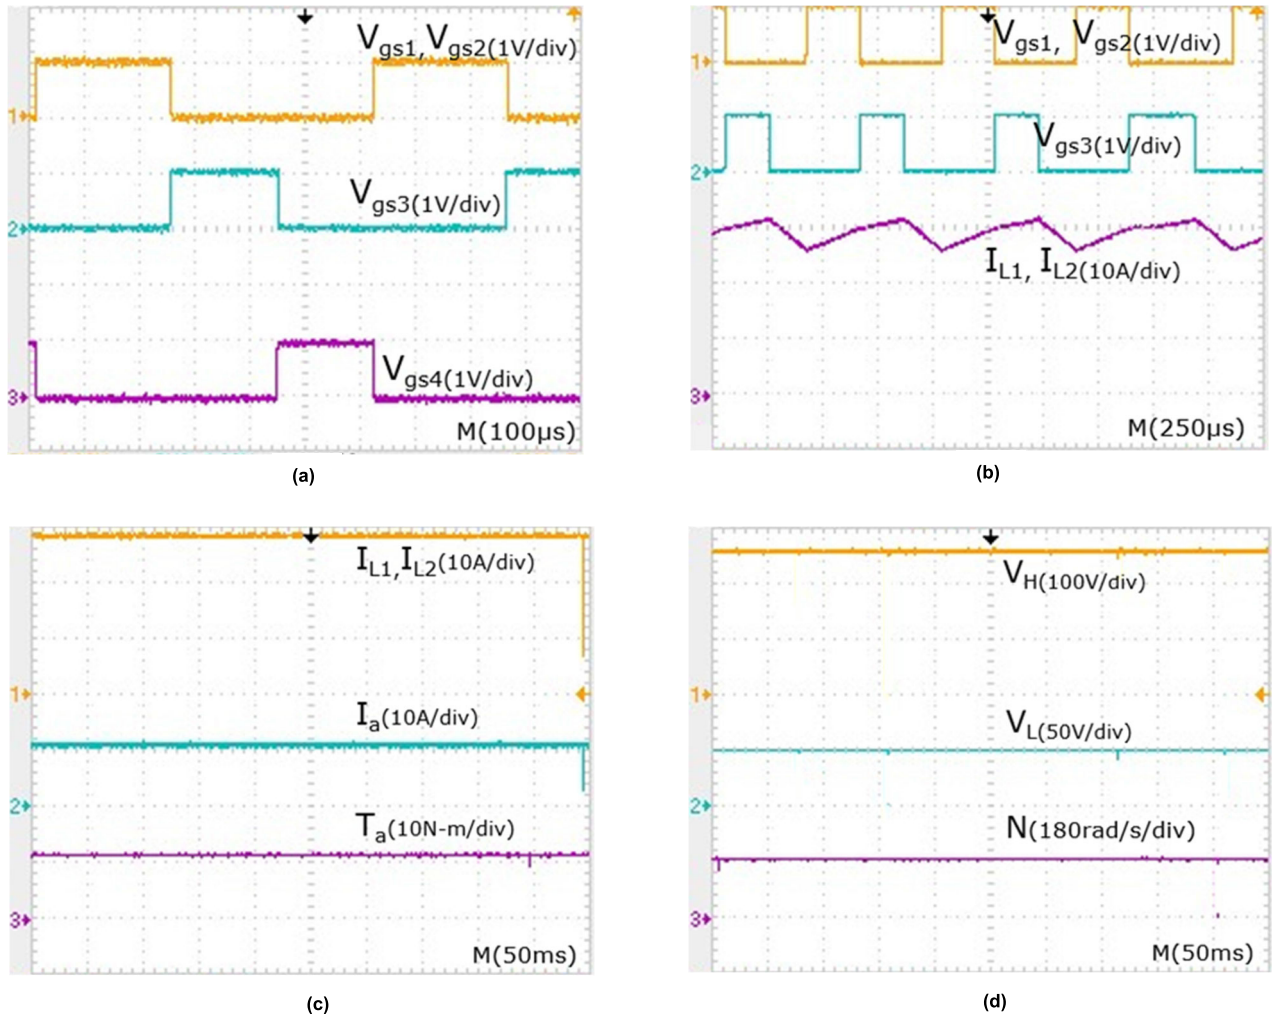 Vgs1,Vgs2(1V/div)
1
Vgs3(1V/div)
2
Vgs4(1V/div)
3
M(100µs)
(a)
Vgs1, Vgs2(1V/div)
1
Vgs3(1V/div)
2
IL1, IL2(10A/div)
3
M(250µs)
(b)
IL1,IL2(10A/div)
1
Ia(10A/div)
2
Ta(10N-m/div)
3
M(50ms)
(c)
VH(100V/div)
1
VL(50V/div)
2
N(180rad/s/div)
3
M(50ms)
(d)